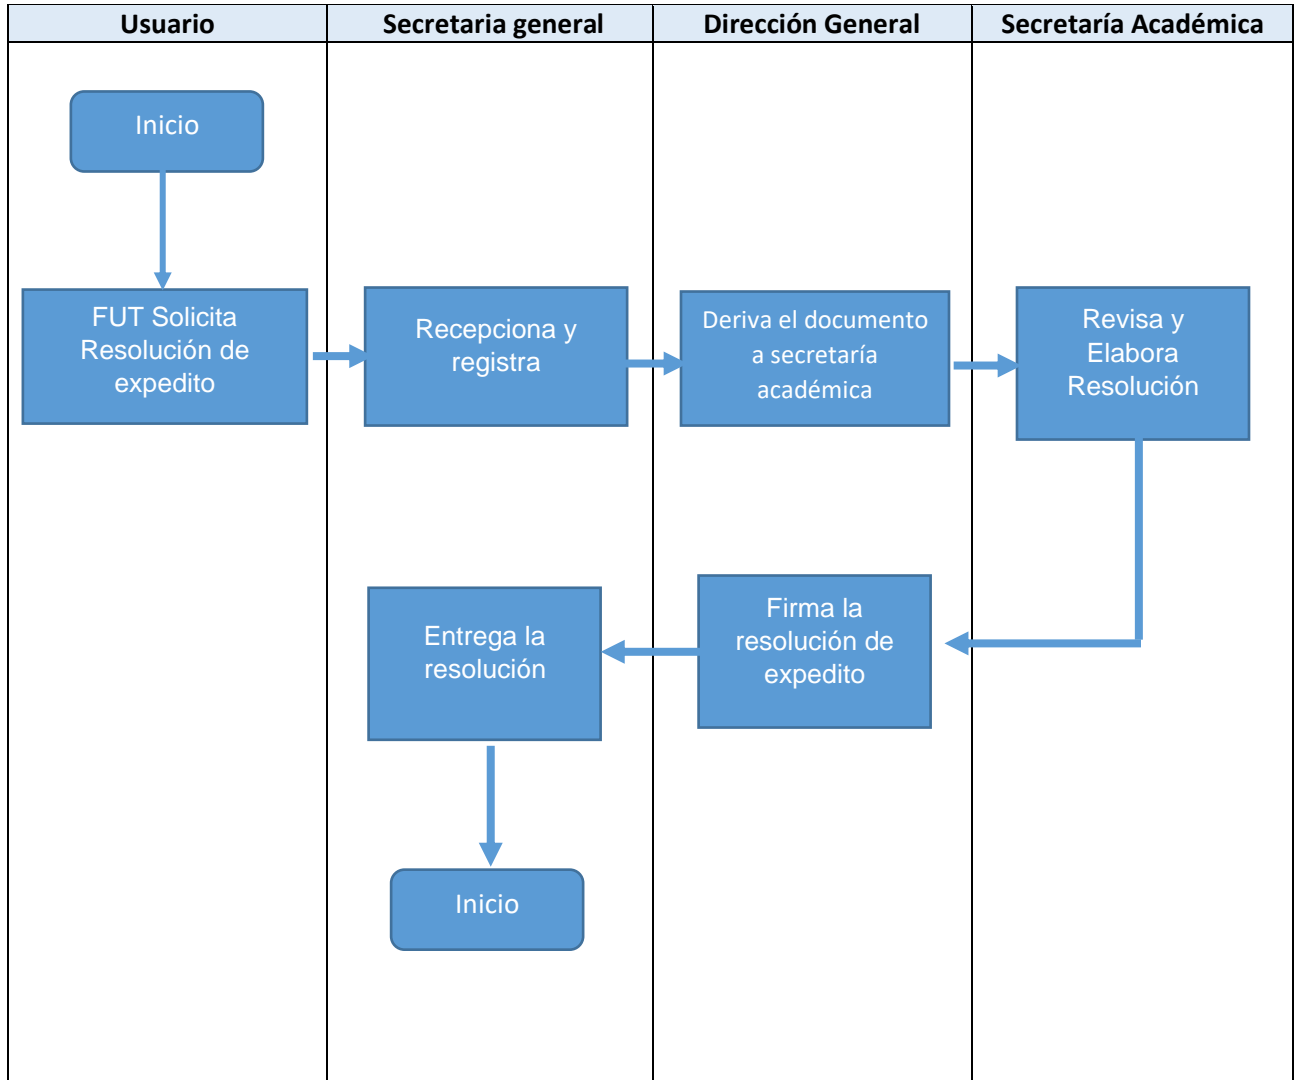 Usuario
Secretaria general
Dirección General
Secretaría Académica
Inicio
FUT Solicita
Resolución de
expedito
Recepciona y
registra
Deriva el documento
a secretaría
académica
Revisa y
Elabora
Resolución
Firma la
resolución de
expedito
Entrega la
resolución
Inicio